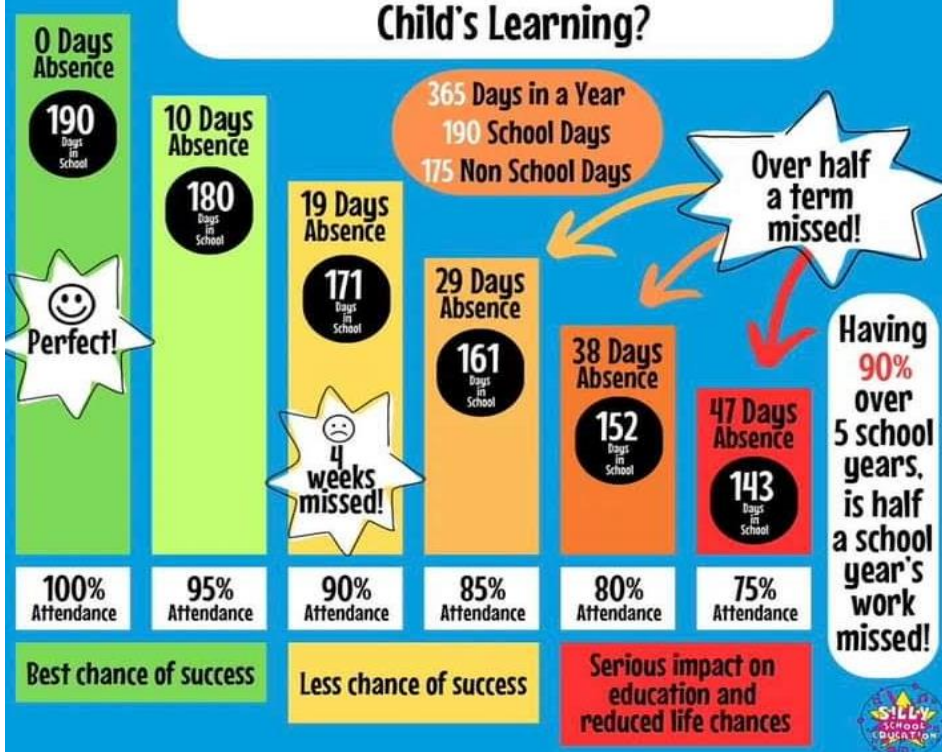 Child's Learning?
365 Days in a Year
190 School Days
175 Non School Days
Over half
a term
missed!
0 Days
Absence
190
Days
in
School
Perfect!
10 Days
Absence
180
Days
in
School
19 Days
Absence
171
Days
in
School
4
weeks
missed!
29 Days
Absence
161
Days
in
School
38 Days
Absence
152
Days
in
School
47 Days
Absence
143
Days
in
School
Having
90%
over
5 school
years,
is half
a school
year's
work
missed!
100%
Attendance
95%
Attendance
90%
Attendance
85%
Attendance
80%
Attendance
75%
Attendance
Best chance of success
Less chance of success
Serious impact on
education and
reduced life chances
SILLY
SCHOOL
EDUCATION